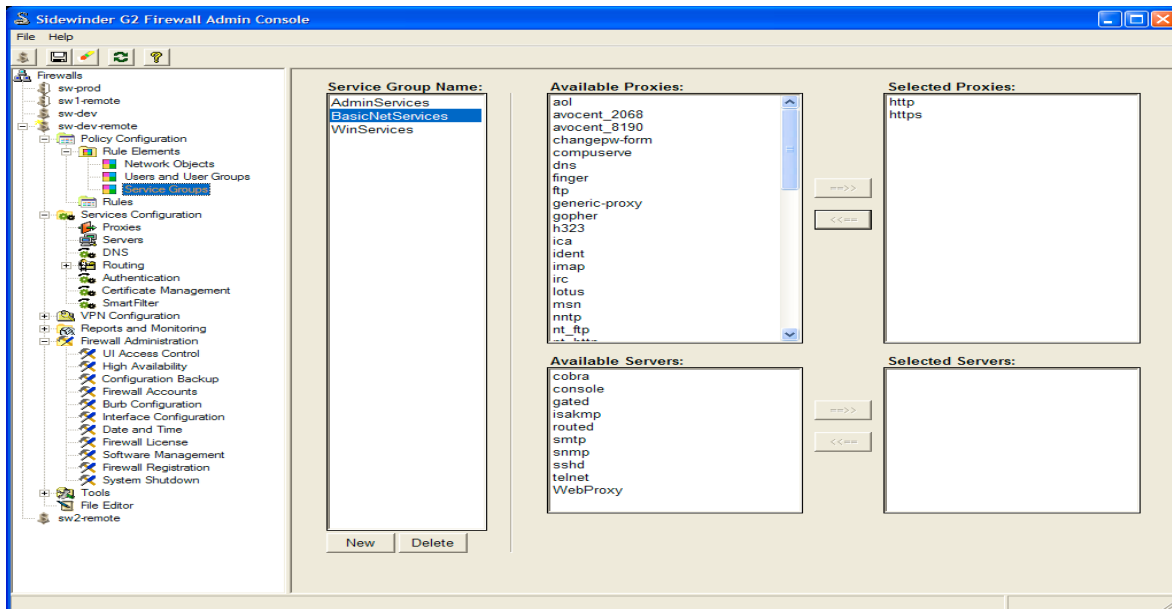 Sidewinder G2 Firewall Admin Console
File Help
Firewalls
sw-prod
sw1-remote
sw-dev
sw-dev-remote
Policy Configuration
Rule Elements
Network Objects
Users and User Groups
Service Groups
Rules
Services Configuration
Proxies
Servers
DNS
Routing
Authentication
Certificate Management
SmartFilter
VPN Configuration
Reports and Monitoring
Firewall Administration
UI Access Control
High Availability
Configuration Backup
Firewall Accounts
Burb Configuration
Interface Configuration
Date and Time
Firewall License
Software Management
Firewall Registration
System Shutdown
Tools
File Editor
sw2-remote
Service Group Name:
AdminServices
BasicNetServices
WinServices
New Delete
Available Proxies:
aol
avocent_2068
avocent_8190
changepw-form
compuserve
dns
finger
ftp
generic-proxy
gopher
h323
ica
ident
imap
irc
lotus
msn
nntp
nt_ftp
==>>
<<==
Selected Proxies:
http
https
Available Servers:
cobra
console
gated
isakmp
routed
smtp
snmp
sshd
telnet
WebProxy
==>>
<<==
Selected Servers: